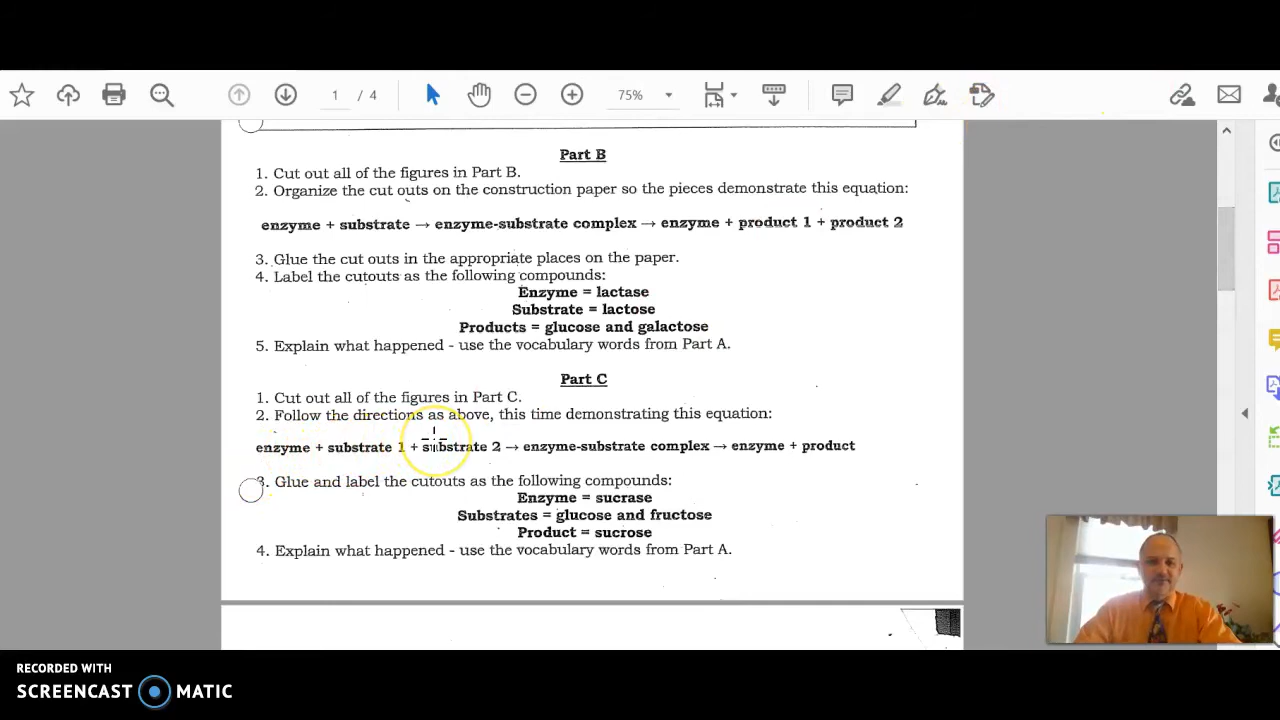 1 / 4
75%
Part B
1. Cut out all of the figures in Part B.
2. Organize the cut outs on the construction paper so the pieces demonstrate this equation:
enzyme + substrate → enzyme-substrate complex → enzyme + product 1 + product 2
3. Glue the cut outs in the appropriate places on the paper.
4. Label the cutouts as the following compounds:
Enzyme = lactase
Substrate = lactose
Products = glucose and galactose
5. Explain what happened - use the vocabulary words from Part A.
Part C
1. Cut out all of the figures in Part C.
2. Follow the directions as above, this time demonstrating this equation:
enzyme + substrate 1 + substrate 2 → enzyme-substrate complex → enzyme + product
3. Glue and label the cutouts as the following compounds:
Enzyme = sucrase
Substrates = glucose and fructose
Product = sucrose
4. Explain what happened - use the vocabulary words from Part A.
RECORDED WITH
SCREENCAST MATIC